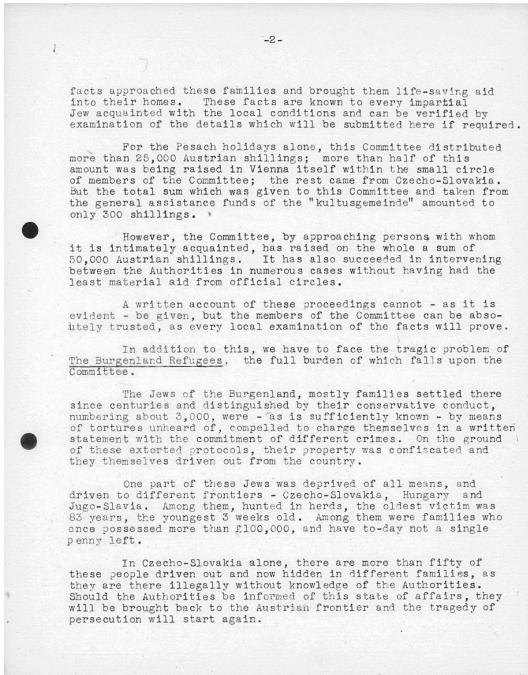 -2-
facts approached these families and brought them life-saving aid
into their homes. These facts are known to every impartial
Jew acquainted with the local conditions and can be verified by
examination of the details which will be submitted here if required.
For the Pesach holidays alone, this Committee distributed
more than 25,000 Austrian shillings; more than half of this
amount was being raised in Vienna itself within the small circle
of members of the Committee; the rest came from Czecho-Slovakia.
But the total sum which was given to this Committee and taken from
the general assistance funds of the "kultusgemeinde" amounted to
only 300 shillings.
However, the Committee, by approaching persons with whom
it is intimately acquainted, has raised on the whole a sum of
50,000 Austrian shillings. It has also succeeded in intervening
between the Authorities in numerous cases without having had the
least material aid from official circles.
A written account of these proceedings cannot - as it is
evident - be given, but the members of the Committee can be abso-
lutely trusted, as every local examination of the facts will prove.
In addition to this, we have to face the tragic problem of
The Burgenland Refugees, the full burden of which falls upon the
Committee.
The Jews of the Burgenland, mostly families settled there
since centuries and distinguished by their conservative conduct,
numbering about 3,000, were - as is sufficiently known - by means
of tortures unheard of, compelled to charge themselves in a written
statement with the commitment of different crimes. On the ground
of these extorted protocols, their property was confiscated and
they themselves driven out from the country.
One part of these Jews was deprived of all means, and
driven to different frontiers - Czecho-Slovakia, Hungary and
Jugo-Slavia. Among them, hunted in herds, the oldest victim was
83 years, the youngest 3 weeks old. Among them were families who
once possessed more than £100,000, and have to-day not a single
penny left.
In Czecho-Slovakia alone, there are more than fifty of
these people driven out and now hidden in different families, as
they are there illegally without knowledge of the Authorities.
Should the Authorities be informed of this state of affairs, they
will be brought back to the Austrian frontier and the tragedy of
persecution will start again.